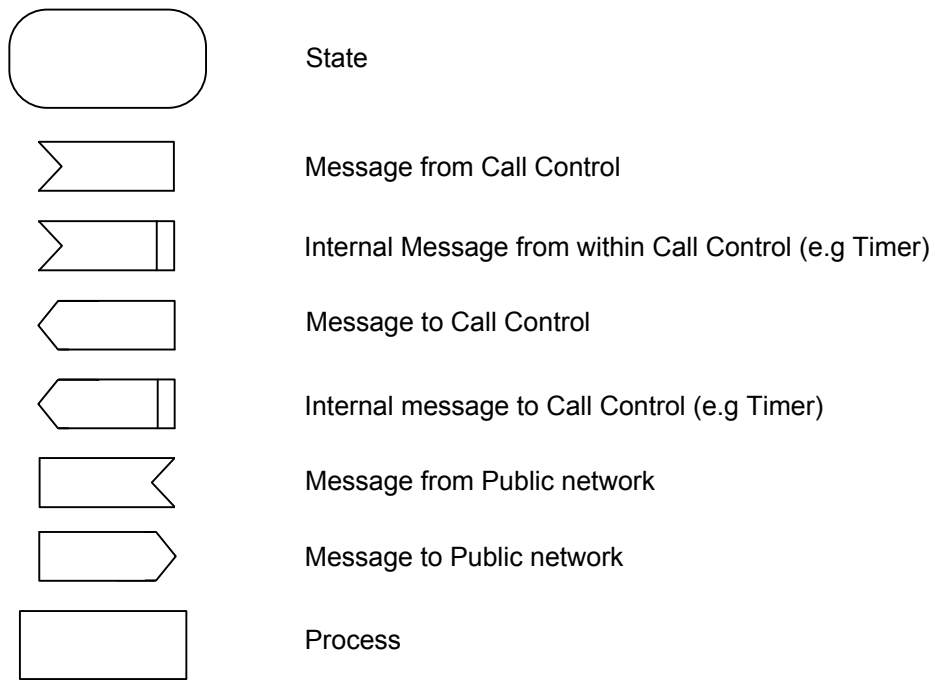 State
Message from Call Control
Internal Message from within Call Control (e.g Timer)
Message to Call Control
Internal message to Call Control (e.g Timer)
Message from Public network
Message to Public network
Process